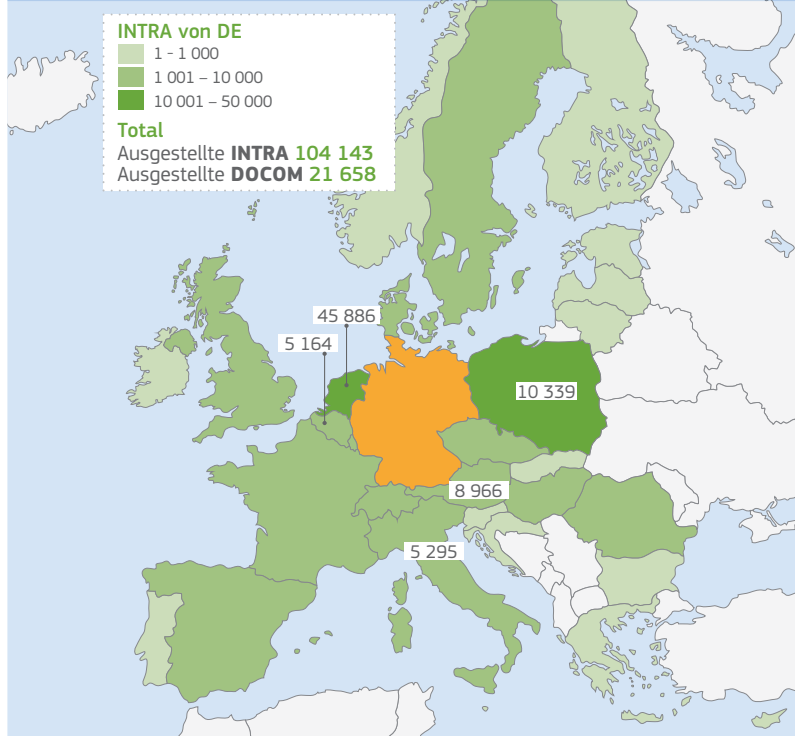 INTRA von DE
1 - 1 000
1 001 – 10 000
10 001 – 50 000
Total
Ausgestellte INTRA 104 143
Ausgestellte DOCOM 21 658
45 886
5 164
10 339
8 966
5 295